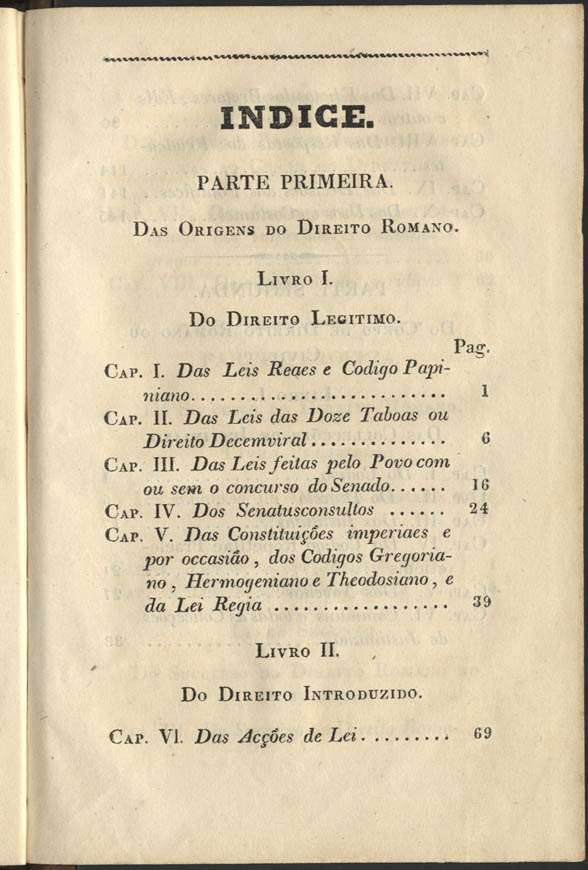 INDICE.
PARTE PRIMEIRA.
DAS ORIGENS DO DIREITO ROMANO.
LIVRO I.
DO DIREITO LEGITIMO.
Pag.
CAP. I. Das Leis Reaes e Codigo Papi-
niano......................... 1
CAP. II. Das Leis das Doze Taboas ou
Direito Decemviral.............. 6
CAP. III. Das Leis feitas pelo Povo com
ou sem o concurso do Senado...... 16
CAP. IV. Dos Senatusconsultos ...... 24
CAP. V. Das Constituições imperiaes e
por occasião, dos Codigos Gregoria-
no, Hermogeniano e Theodosiano, e
da Lei Regia .................. 39
LIVRO II.
DO DIREITO INTRODUZIDO.
CAP. VI. Das Acções de Lei......... 69